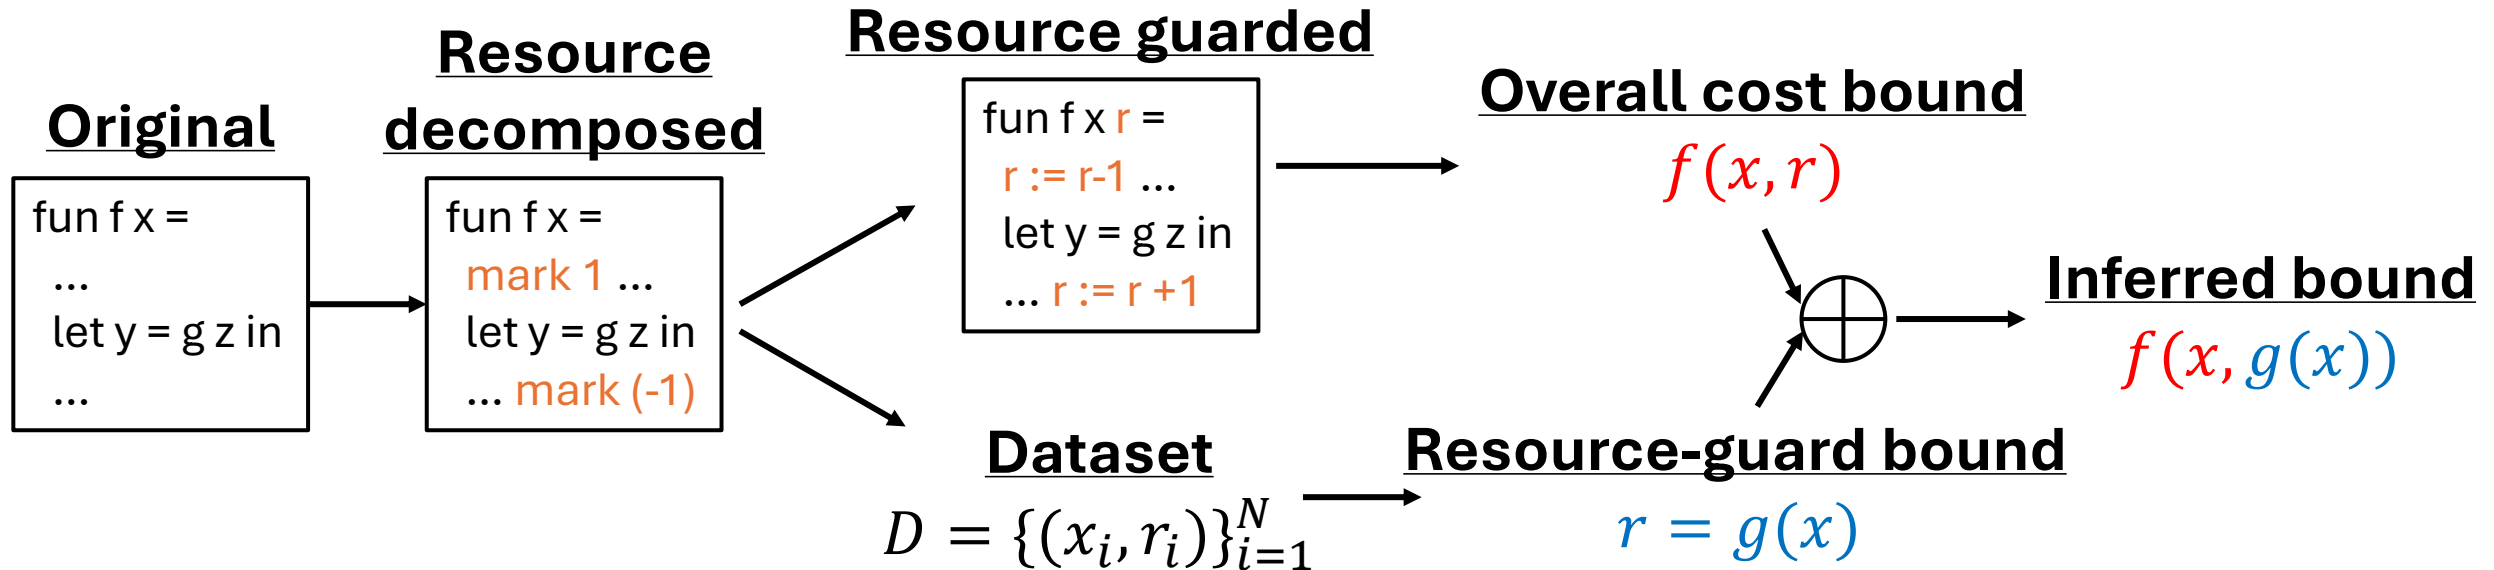 Original
fun f x =
...
let y = g z in
...
Resource
decomposed
fun f x =
mark 1 ...
let y = g z in
... mark (-1)
Resource guarded
fun f x r =
r := r-1 ...
let y = g z in
... r := r +1
Dataset
D = {(x_i, r_i)}_{i=1}^N
Overall cost bound
f(x, r)
Resource-guard bound
r = g(x)
Inferred bound
f(x, g(x))